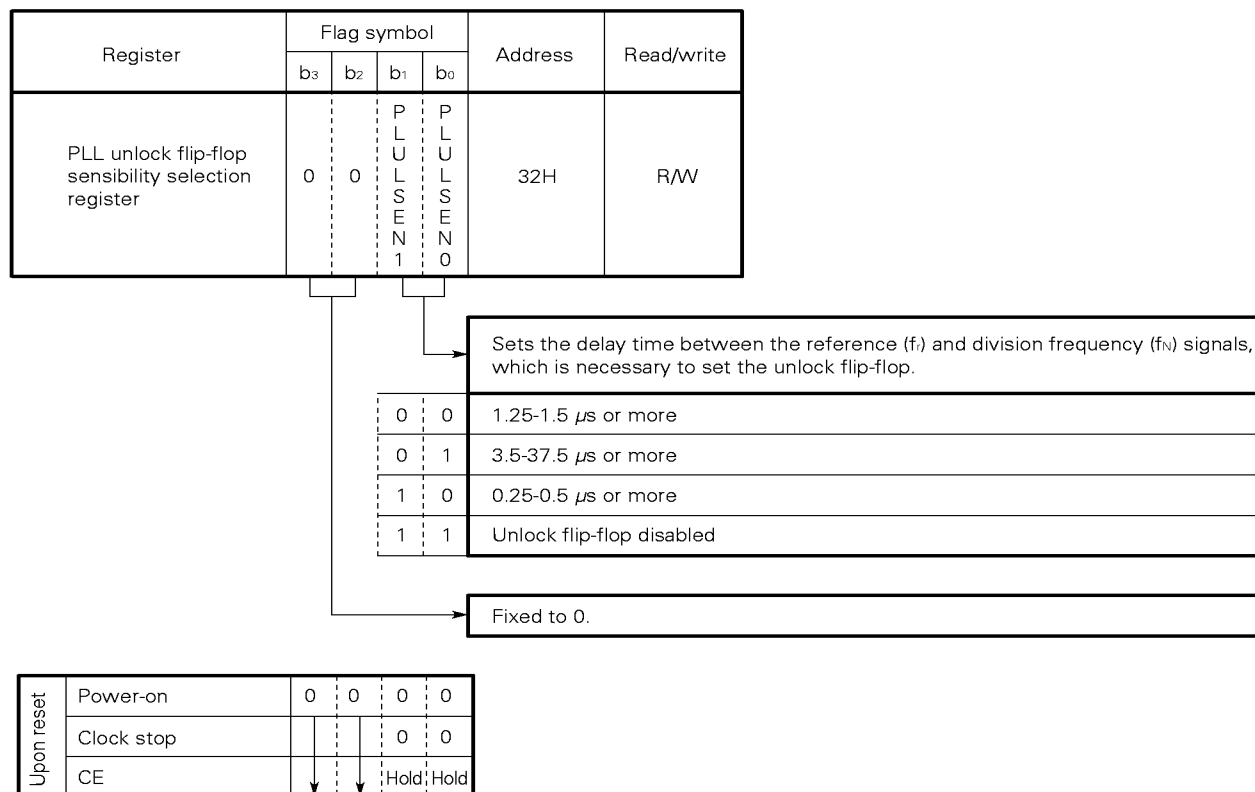 Register
Flag symbol
Address
Read/write
b3 b2 b1 b0
PLL unlock flip-flop
sensibility selection
register
0 0
PLULSEN1
PLULSEN0
32H
R/W
Sets the delay time between the reference (fr) and division frequency (fN) signals,
which is necessary to set the unlock flip-flop.
0 0 1.25-1.5 μs or more
0 1 3.5-37.5 μs or more
1 0 0.25-0.5 μs or more
1 1 Unlock flip-flop disabled
Fixed to 0.
Upon reset
Power-on 0 0 0 0
Clock stop 0 0
CE Hold Hold